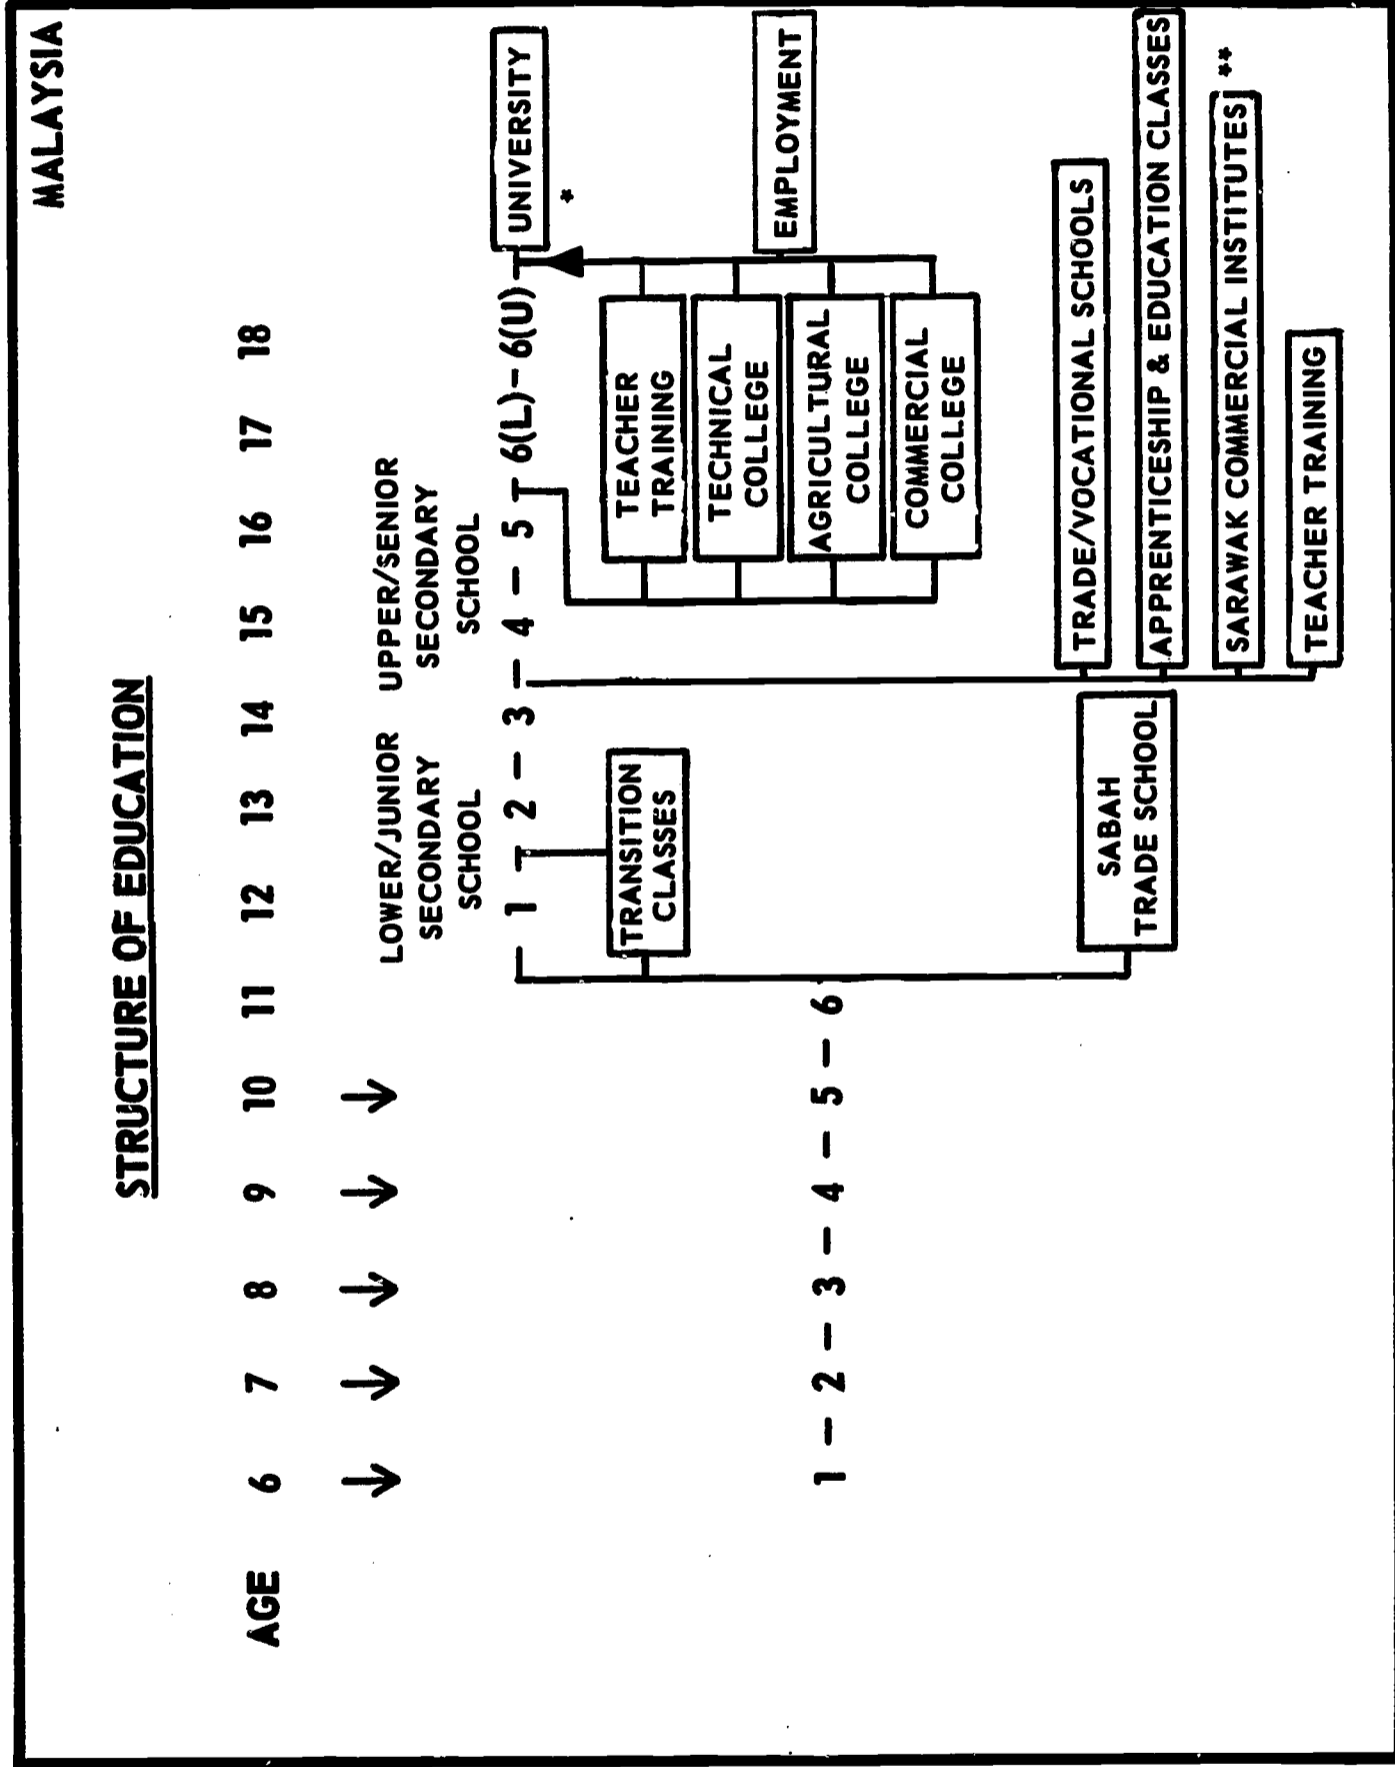 MALAYSIA
STRUCTURE OF EDUCATION
AGE 6 7 8 9 10 11 12 13 14 15 16 17 18
LOWER/JUNIOR
SECONDARY
SCHOOL
UPPER/SENIOR
SECONDARY
SCHOOL
1 – 2 – 3 – 4 – 5 – 6(L) – 6(U)
UNIVERSITY
*
TRANSITION
CLASSES
TEACHER
TRAINING
TECHNICAL
COLLEGE
AGRICULTURAL
COLLEGE
COMMERCIAL
COLLEGE
EMPLOYMENT
1 – 2 – 3 – 4 – 5 – 6
SABAH
TRADE SCHOOL
TRADE/VOCATIONAL SCHOOLS
APPRENTICESHIP & EDUCATION CLASSES
SARAWAK COMMERCIAL INSTITUTES **
TEACHER TRAINING